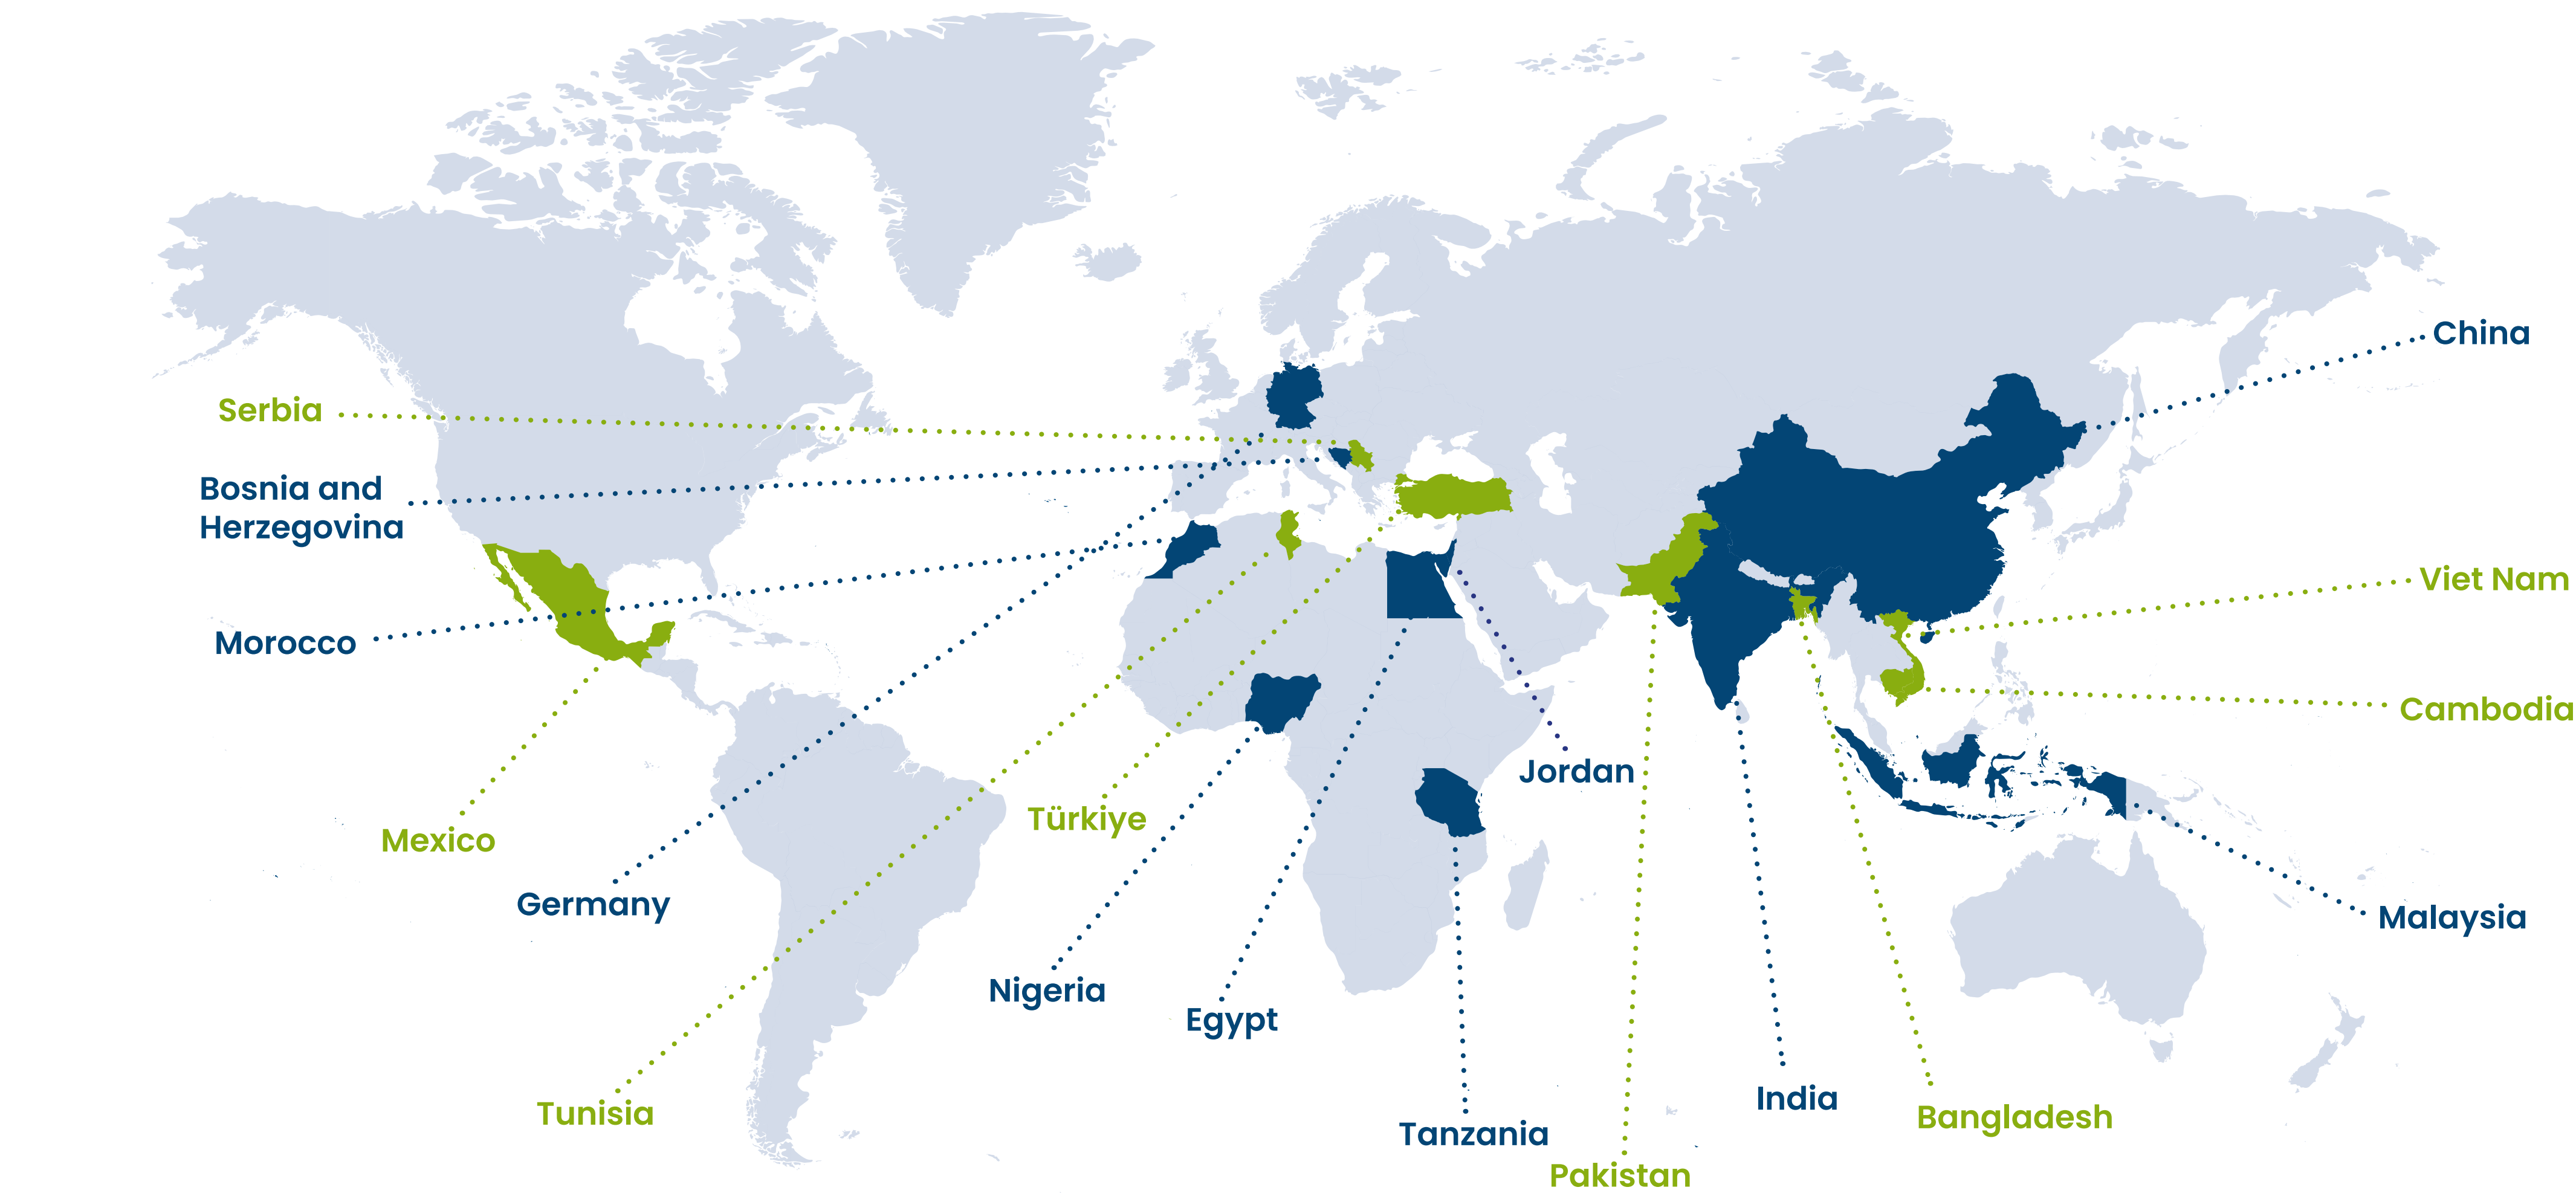 China
Serbia
Bosnia and
Herzegovina
Viet Nam
Morocco
Cambodia
Jordan
Türkiye
Mexico
Germany
Malaysia
Nigeria
Egypt
India
Tunisia
Bangladesh
Tanzania
Pakistan